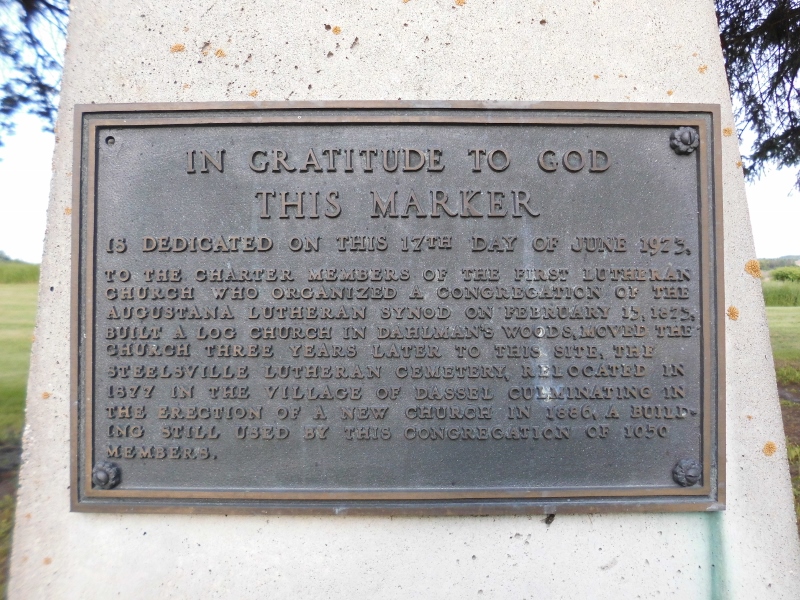 IN GRATITUDE TO GOD
THIS MARKER
IS DEDICATED ON THIS 17TH DAY OF JUNE 1973,
TO THE CHARTER MEMBERS OF THE FIRST LUTHERAN
CHURCH WHO ORGANIZED A CONGREGATION OF THE
AUGUSTANA LUTHERAN SYNOD ON FEBRUARY 13, 1873,
BUILT A LOG CHURCH IN DAHLMAN'S WOODS, MOVED THE
CHURCH THREE YEARS LATER TO THIS SITE, THE
STEELSVILLE LUTHERAN CEMETERY, RELOCATED IN
1877 IN THE VILLAGE OF DASSEL CULMINATING IN
THE ERECTION OF A NEW CHURCH IN 1886, A BUILD-
ING STILL USED BY THIS CONGREGATION OF 1050
MEMBERS.